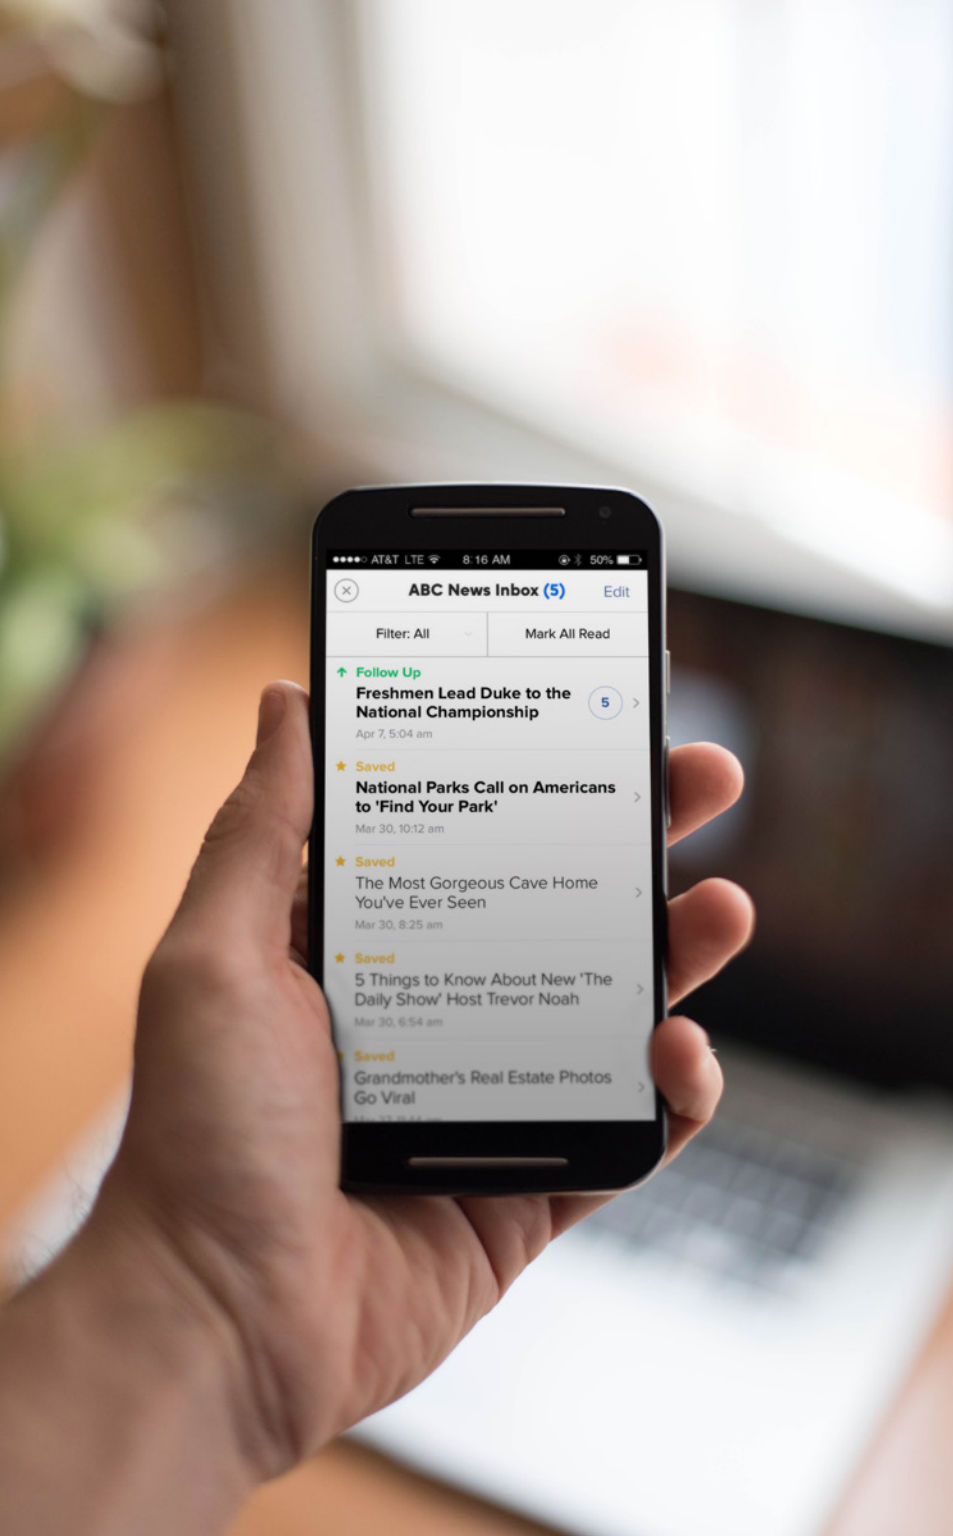 AT&T LTE 8:16 AM 50%
ABC News Inbox (5) Edit
Filter: All Mark All Read
Follow Up
Freshmen Lead Duke to the
National Championship
5
Apr 7, 5:04 am
Saved
National Parks Call on Americans
to 'Find Your Park'
Mar 30, 10:12 am
Saved
The Most Gorgeous Cave Home
You've Ever Seen
Mar 30, 8:25 am
Saved
5 Things to Know About New 'The
Daily Show' Host Trevor Noah
Mar 30, 6:54 am
Saved
Grandmother's Real Estate Photos
Go Viral